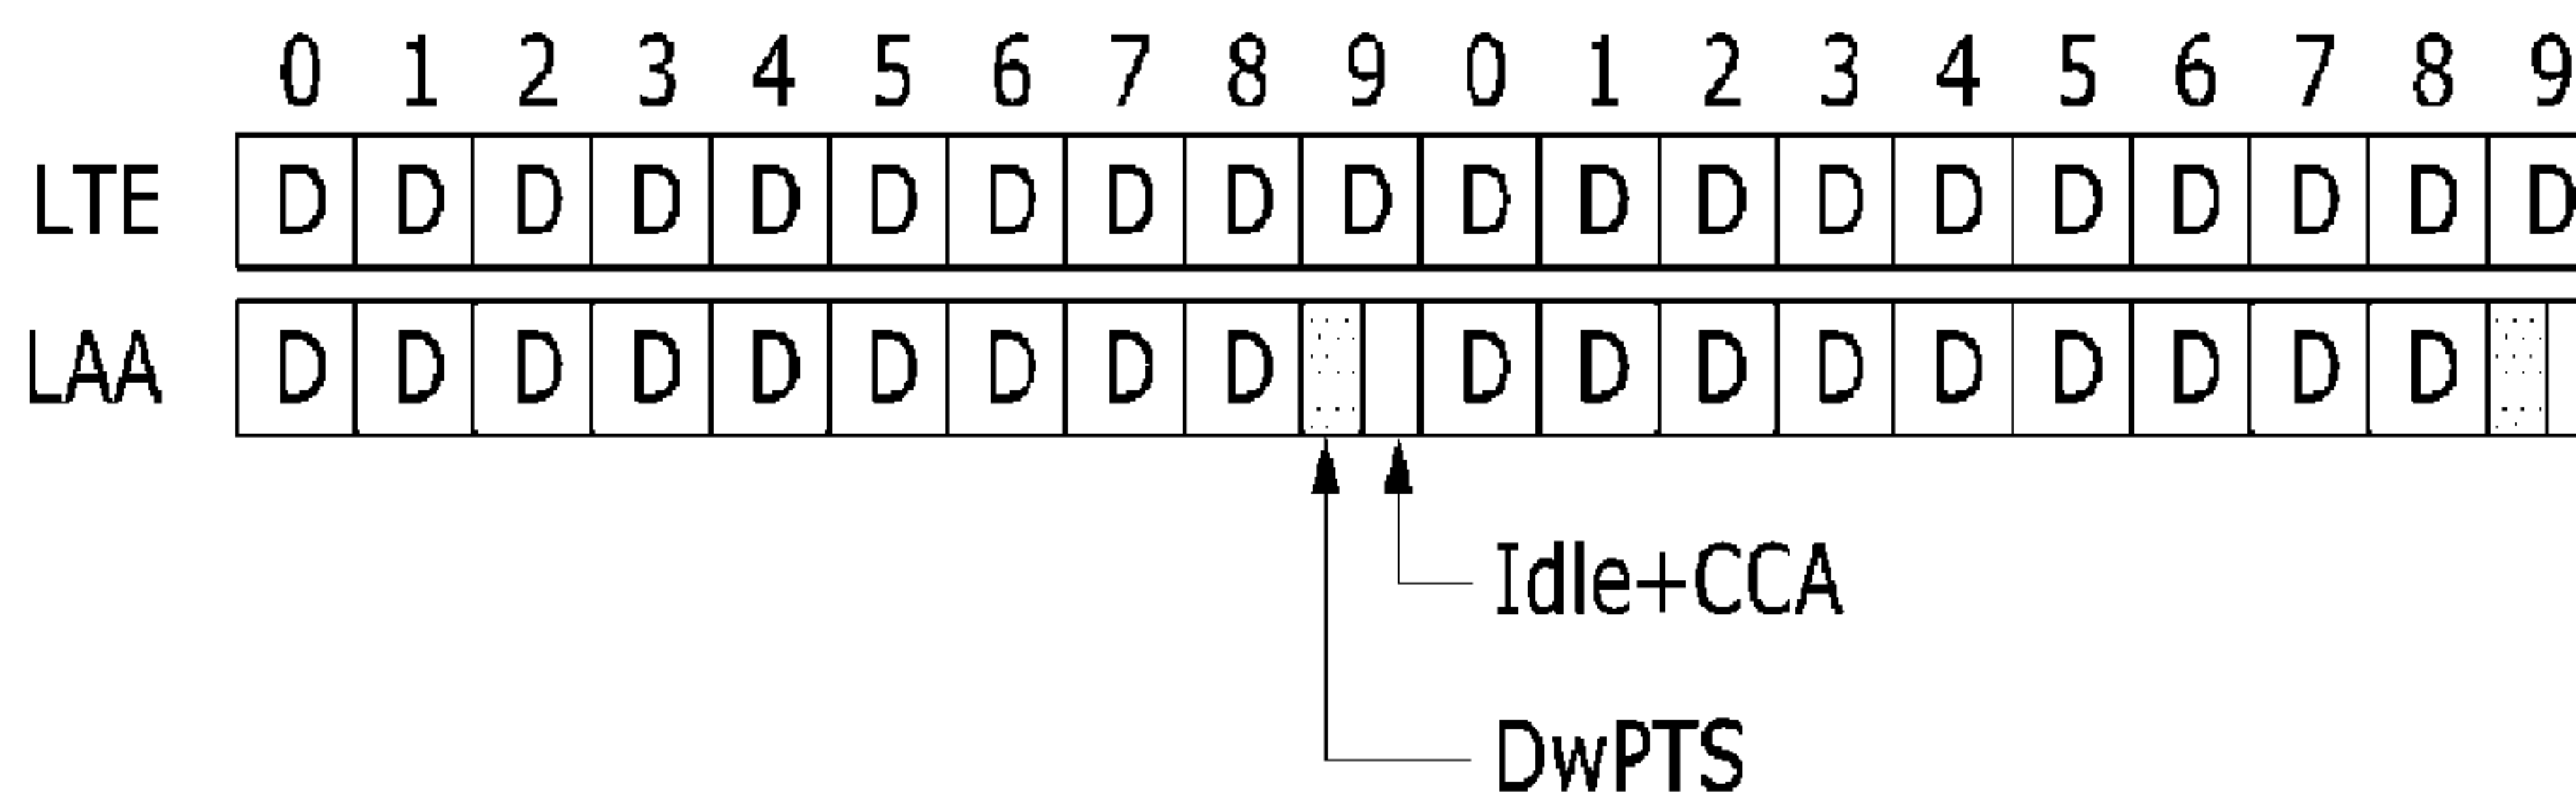 0 1 2 3 4 5 6 7 8 9 0 1 2 3 4 5 6 7 8 9
LTE D D D D D D D D D D D D D D D D D D D D
LAA D D D D D D D D D D D D D D D D D D
Idle+CCA
DwPTS